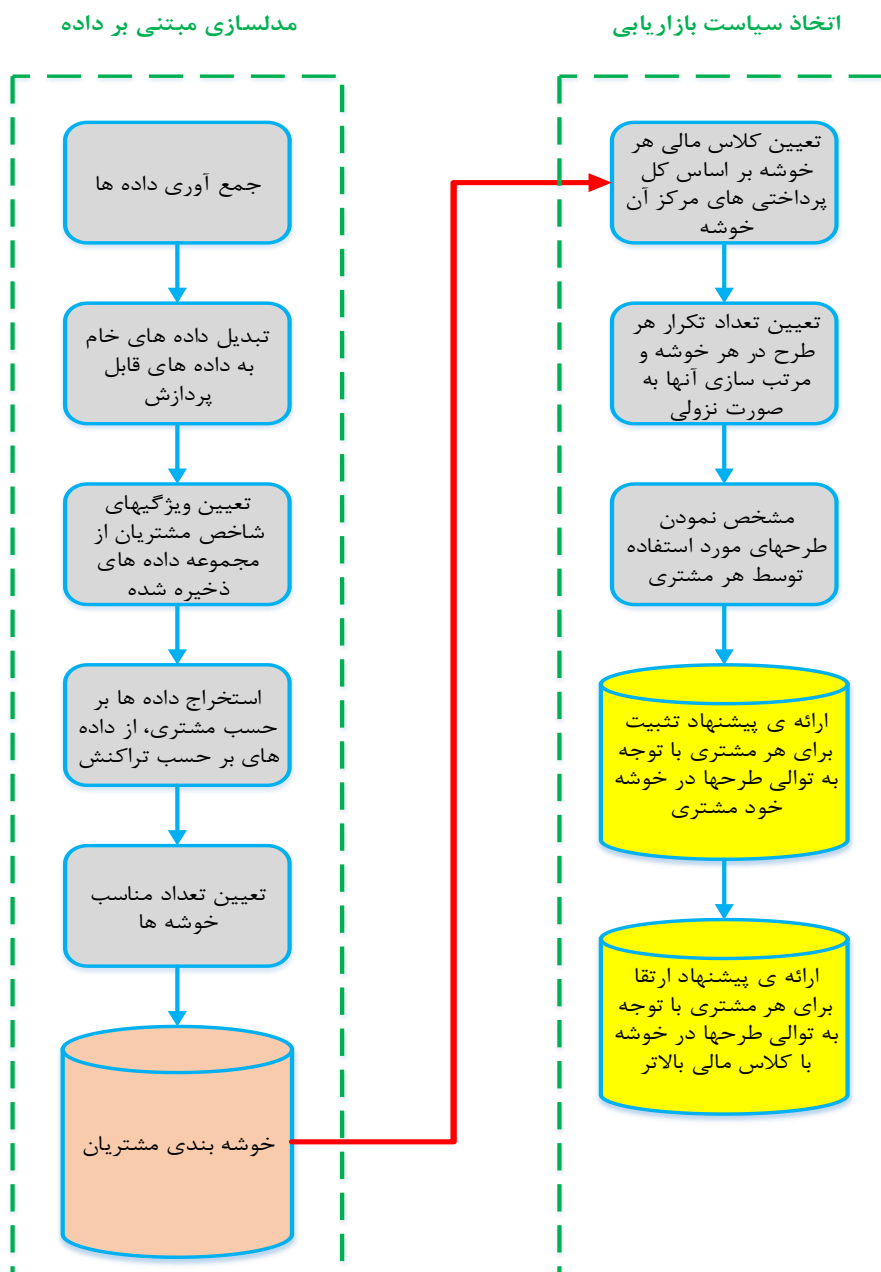 مدلسازی مبتنی بر داده
جمع آوری داده ها
تبدیل داده های خام
به داده های قابل
پردازش
تعیین ویژگیهای
شاخص مشتریان از
مجموعه داده های
ذخیره شده
استخراج داده ها بر
حسب مشتری، از داده
های بر حسب تراکنش
تعیین تعداد مناسب
خوشه ها
خوشه بندی مشتریان
اتخاذ سیاست بازاریابی
تعیین کلاس مالی هر
خوشه بر اساس کل
پرداختی های مرکز آن
خوشه
تعیین تعداد تکرار هر
طرح در هر خوشه و
مرتب سازی آنها به
صورت نزولی
مشخص نمودن
طرحهای مورد استفاده
توسط هر مشتری
ارائه ی پیشنهاد تثبیت
برای هر مشتری با توجه
به توالی طرحها در خوشه
خود مشتری
ارائه ی پیشنهاد ارتقا
برای هر مشتری با توجه
به توالی طرحها در خوشه
با کلاس مالی بالاتر